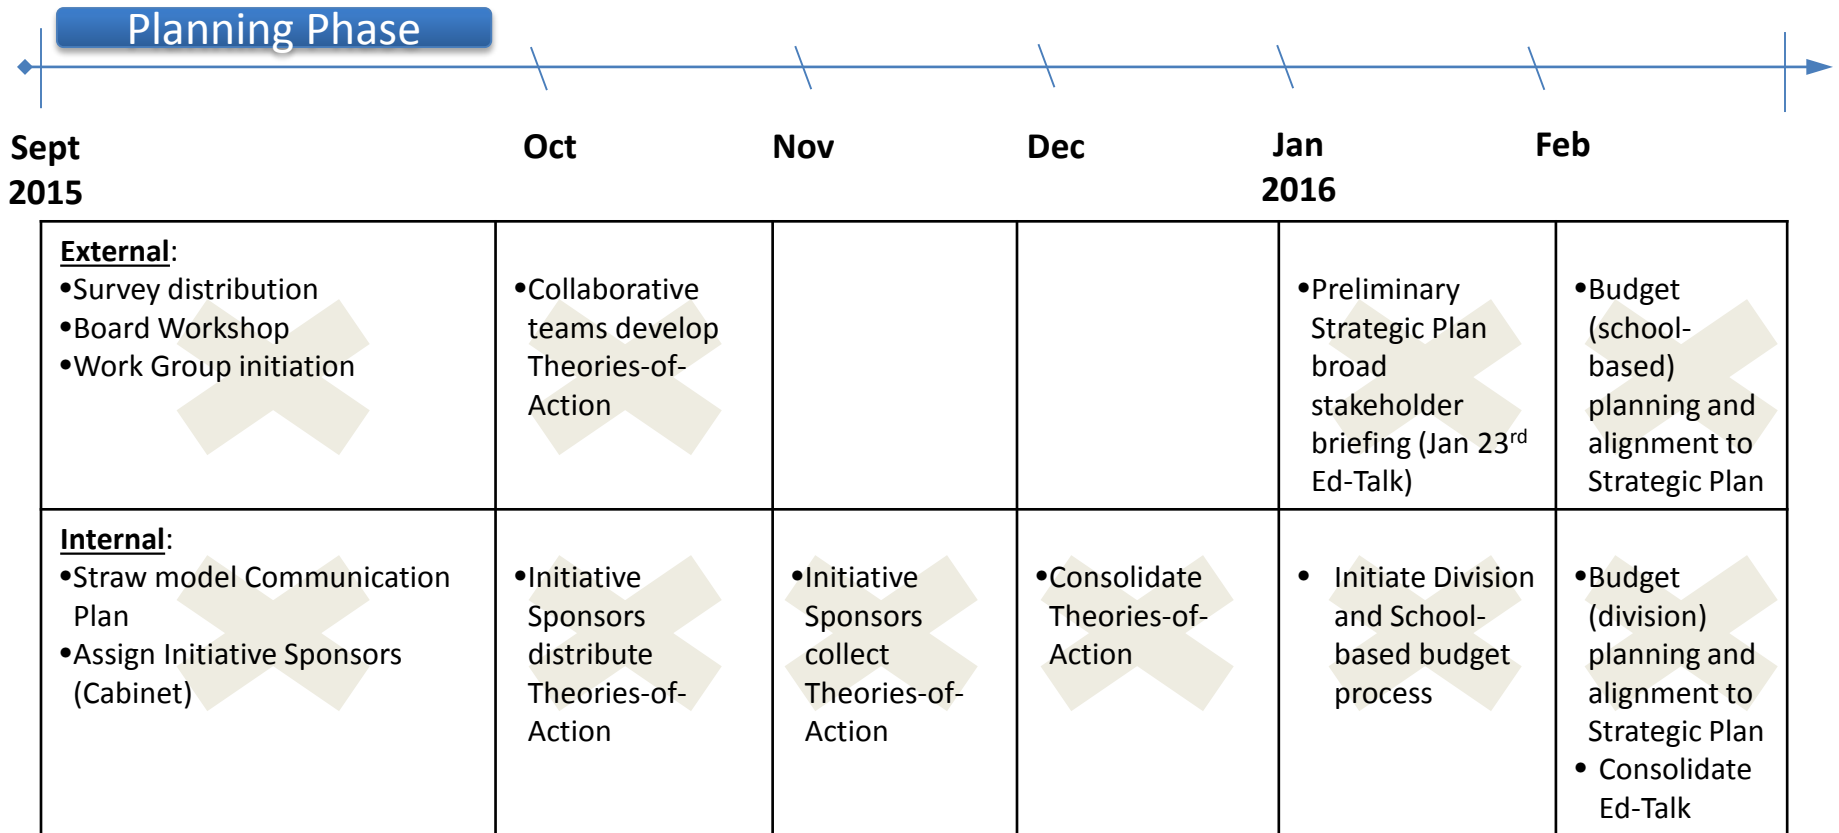 Planning Phase
Sept
2015
Oct
Nov
Dec
Jan
2016
Feb
External:
•Survey distribution
•Board Workshop
•Work Group initiation
•Collaborative
teams develop
Theories-of-
Action
•Preliminary
Strategic Plan
broad
stakeholder
briefing (Jan 23rd
Ed-Talk)
•Budget
(school-
based)
planning and
alignment to
Strategic Plan
Internal:
•Straw model Communication
Plan
•Assign Initiative Sponsors
(Cabinet)
•Initiative
Sponsors
distribute
Theories-of-
Action
•Initiative
Sponsors
collect
Theories-of-
Action
•Consolidate
Theories-of-
Action
• Initiate Division
and School-
based budget
process
•Budget
(division)
planning and
alignment to
Strategic Plan
• Consolidate
Ed-Talk